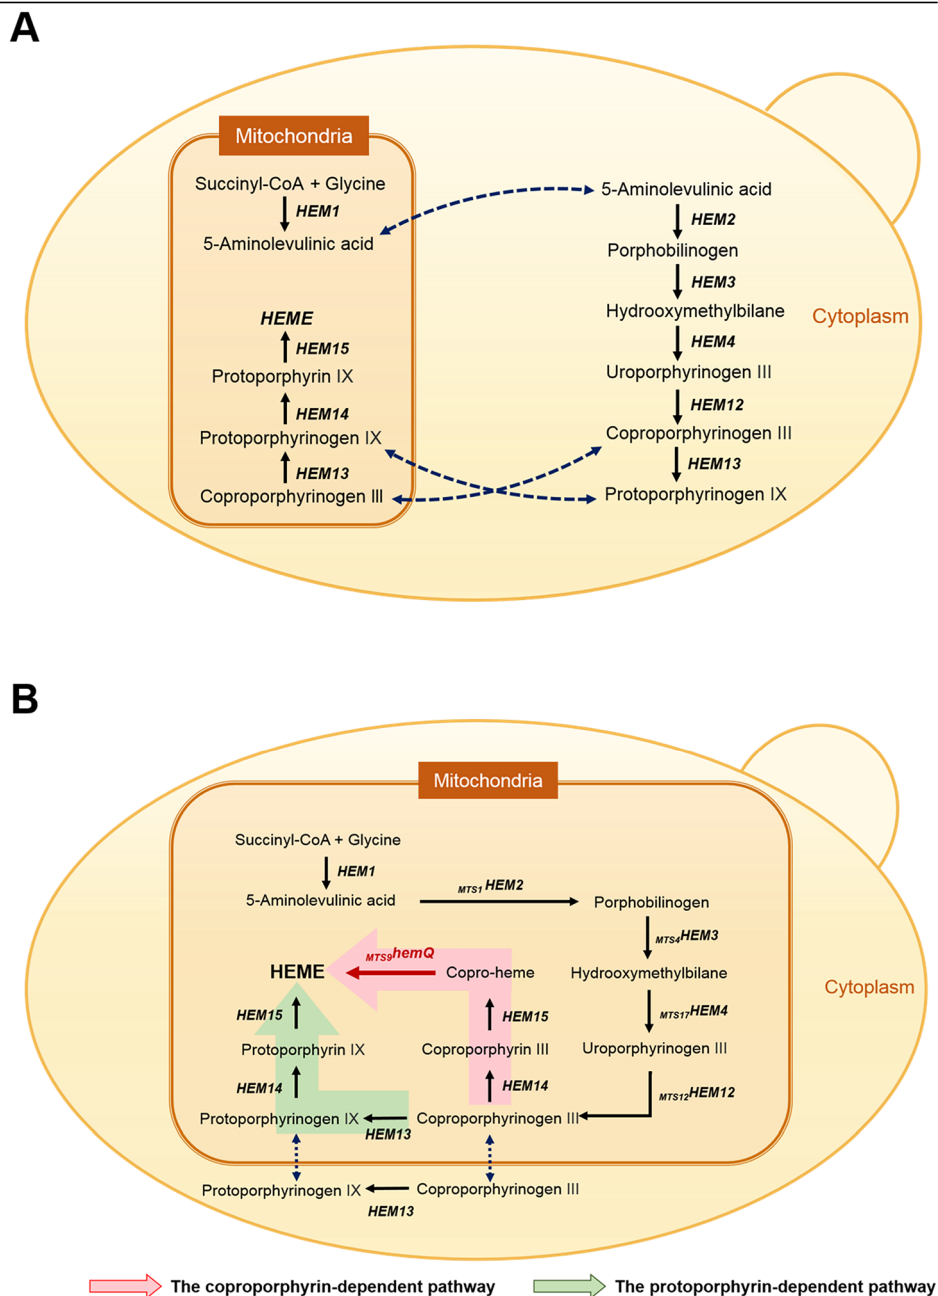 A
Mitochondria
Succinyl-CoA + Glycine
HEM1
5-Aminolevulinic acid
HEME
HEM15
Protoporphyrin IX
HEM14
Protoporphyrinogen IX
HEM13
Coproporphyrinogen III
5-Aminolevulinic acid
HEM2
Porphobilinogen
HEM3
Hydrooxymethylbilane
HEM4
Uroporphyrinogen III
HEM12
Coproporphyrinogen III
HEM13
Protoporphyrinogen IX
Cytoplasm
B
Mitochondria
Succinyl-CoA + Glycine
HEM1
5-Aminolevulinic acid
MTS1HEM2
Porphobilinogen
MTS4HEM3
Hydrooxymethylbilane
MTS17HEM4
Uroporphyrinogen III
MTS12HEM12
HEME
MTS9hemQ
Copro-heme
HEM15
HEM15
Protoporphyrin IX
Coproporphyrin III
HEM14
HEM14
Protoporphyrinogen IX
HEM13
Coproporphyrinogen III
Protoporphyrinogen IX
HEM13
Coproporphyrinogen III
Cytoplasm
The coproporphyrin-dependent pathway
The protoporphyrin-dependent pathway